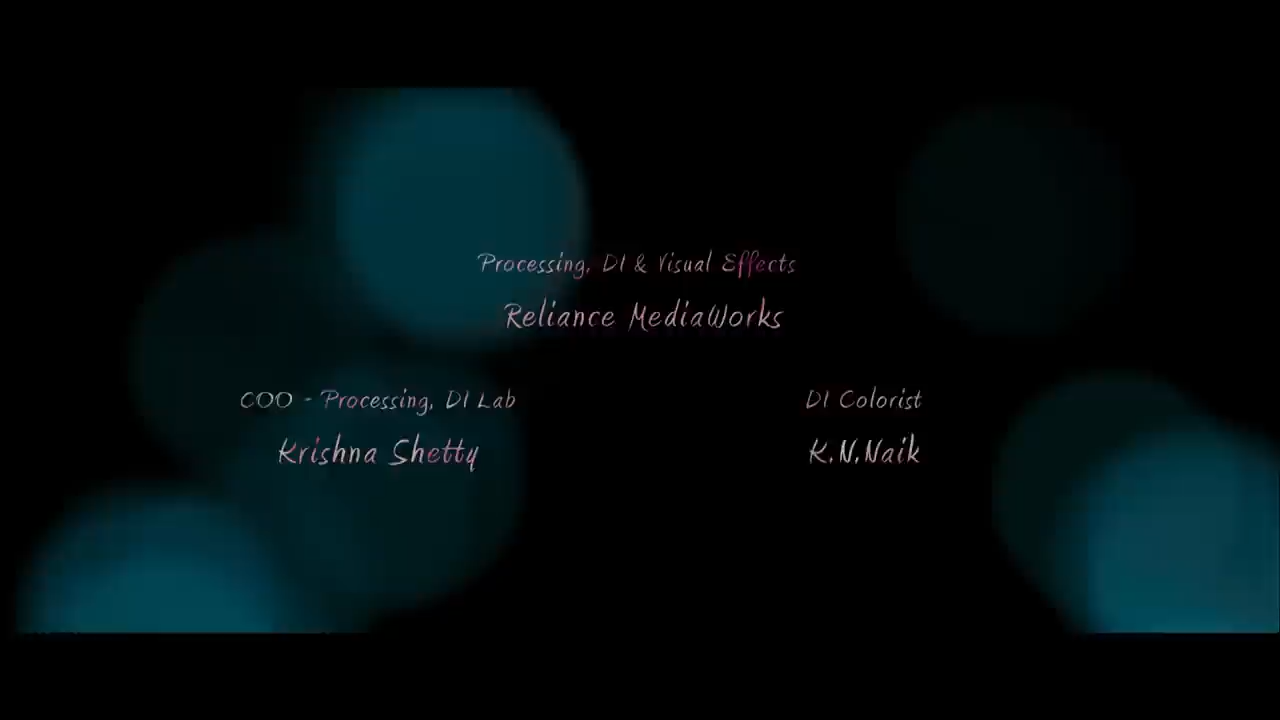 Processing, DI & Visual Effects
Reliance MediaWorks
COO - Processing, DI Lab
Krishna Shetty
DI Colorist
K.N.Naik